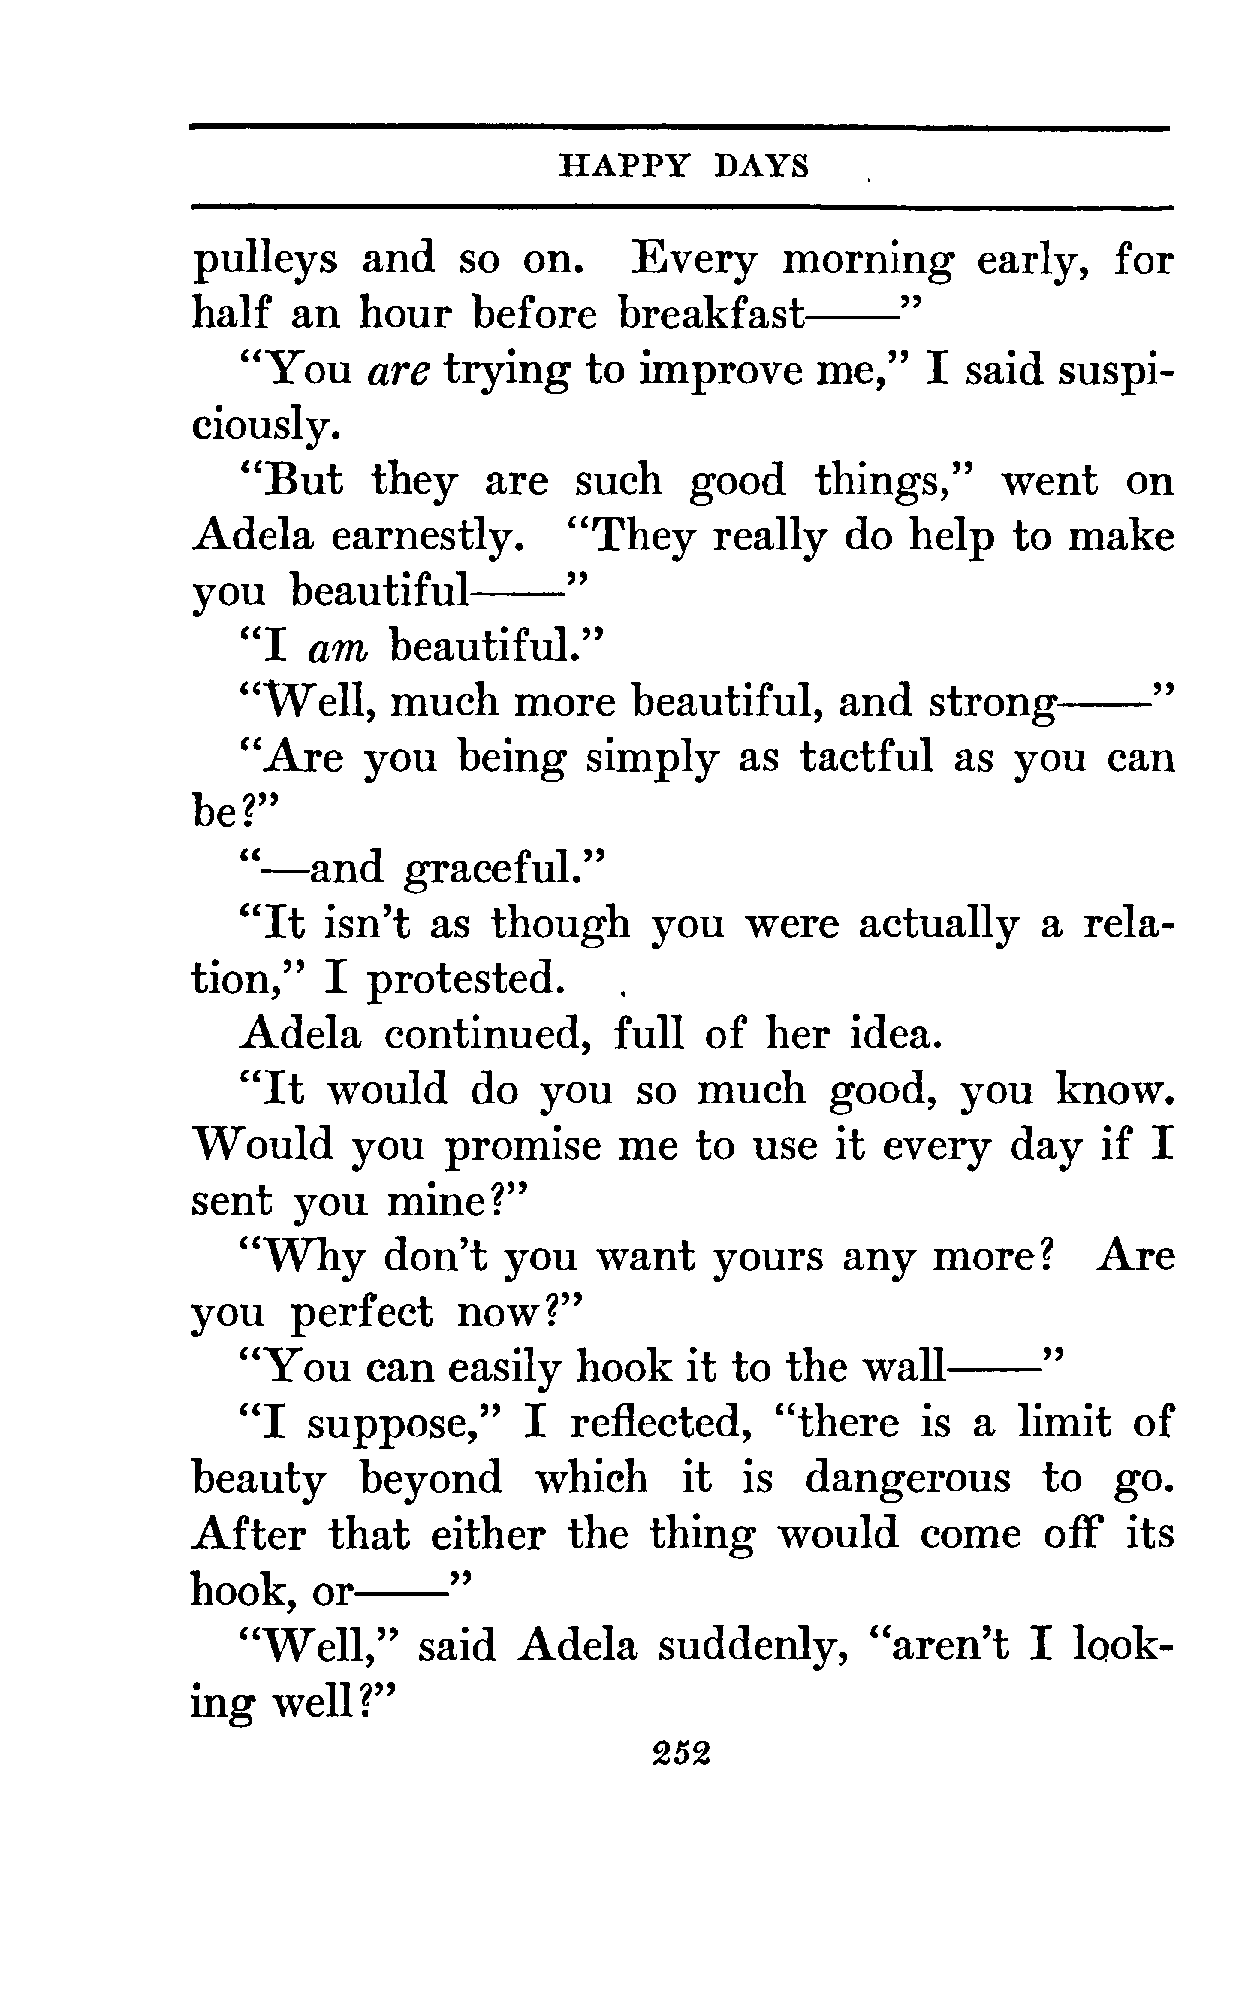 HAPPY DAYS
pulleys and so on. Every morning early, for
half an hour before breakfast——"
"You are trying to improve me," I said suspi-
ciously.
"But they are such good things," went on
Adela earnestly. "They really do help to make
you beautiful——"
"I am beautiful."
"Well, much more beautiful, and strong——"
"Are you being simply as tactful as you can
be?"
"—and graceful."
"It isn't as though you were actually a rela-
tion," I protested.
Adela continued, full of her idea.
"It would do you so much good, you know.
Would you promise me to use it every day if I
sent you mine?"
"Why don't you want yours any more? Are
you perfect now?"
"You can easily hook it to the wall——"
"I suppose," I reflected, "there is a limit of
beauty beyond which it is dangerous to go.
After that either the thing would come off its
hook, or——"
"Well," said Adela suddenly, "aren't I look-
ing well?"
252